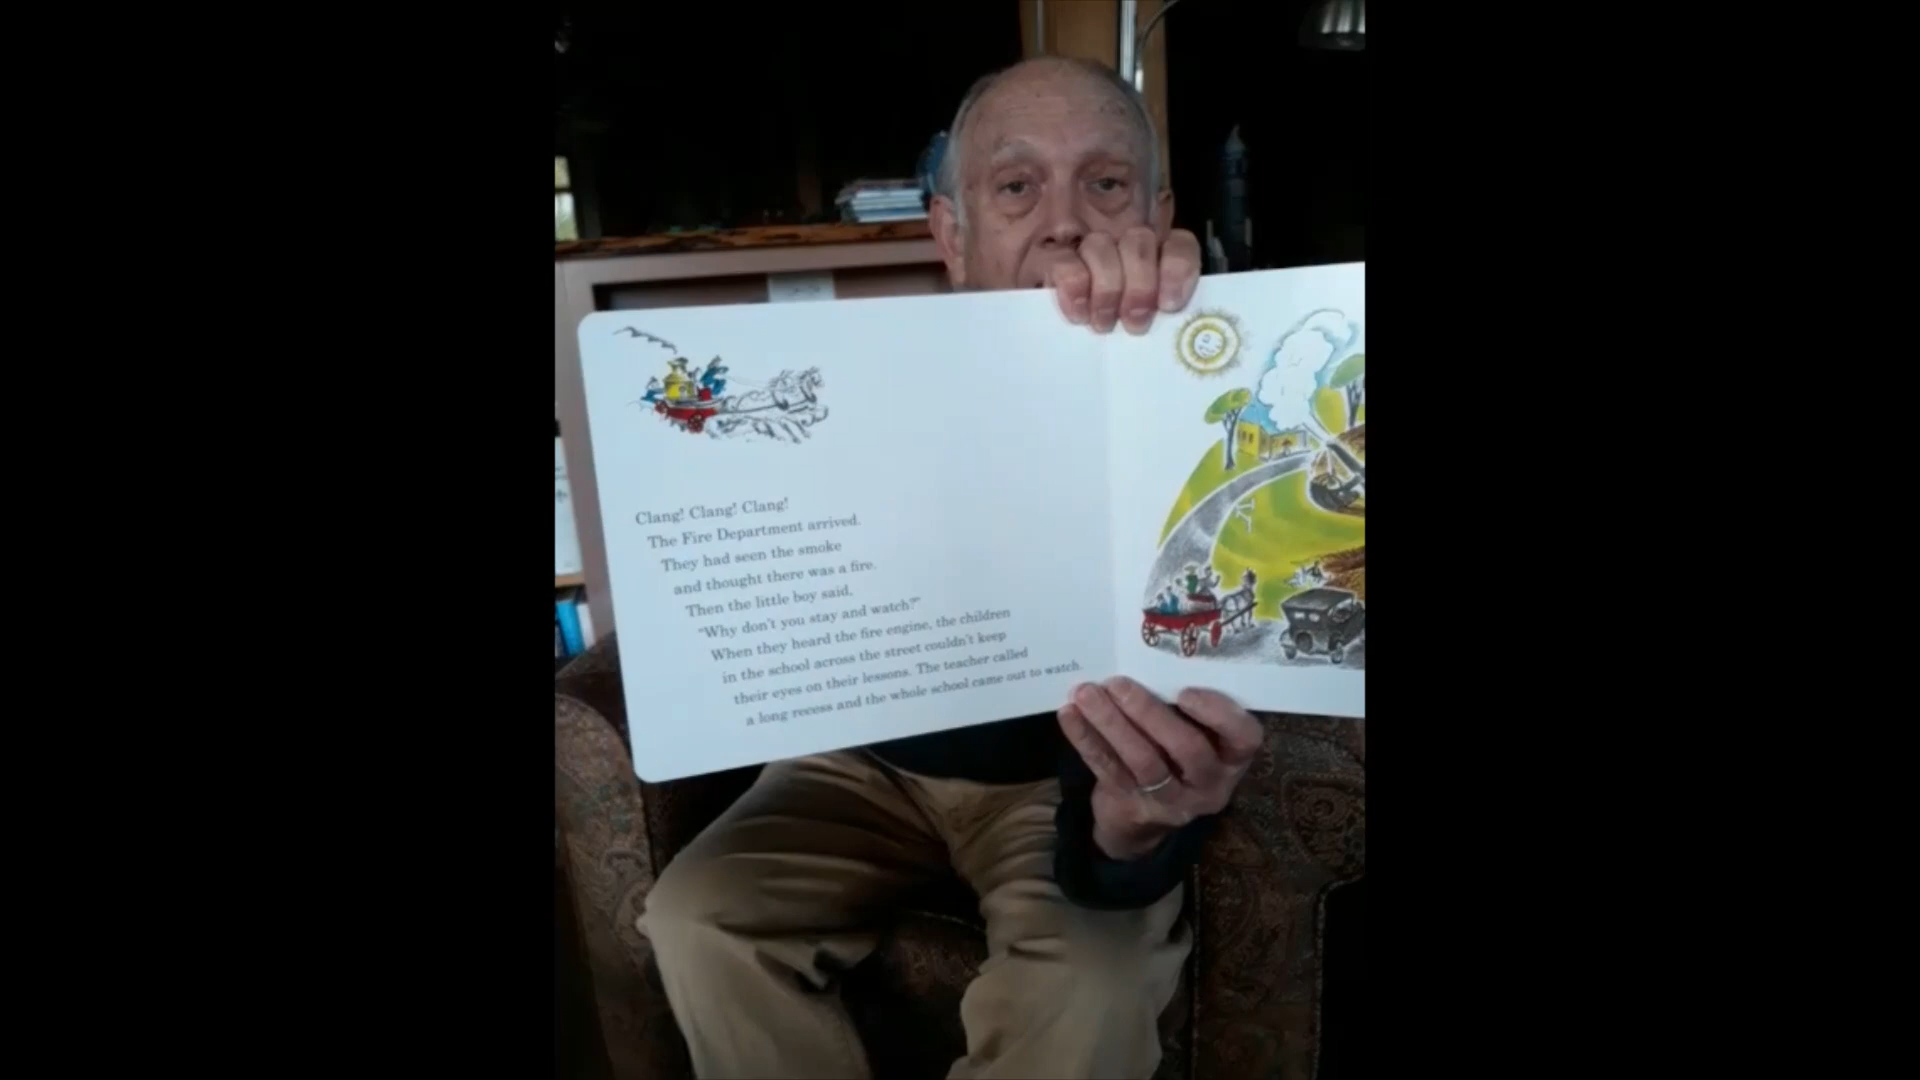 Clang! Clang! Clang!
The Fire Department arrived.
They had seen the smoke
and thought there was a fire.
Then the little boy said,
"Why don't you stay and watch?"
When they heard the fire engine, the children
in the school across the street couldn't keep
their eyes on their lessons. The teacher called
a long recess and the whole school came out to watch.